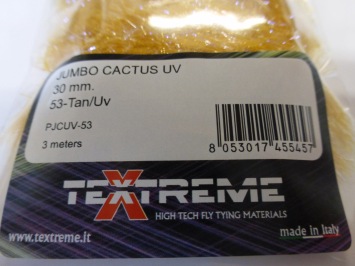 JUMBO CACTUS UV
30 mm.
53-Tan/Uv
PJCUV-53
3 meters
8 053017 455457
TEXTREME
HIGH TECH FLY TYING MATERIALS
www.textreme.it
made in Italy